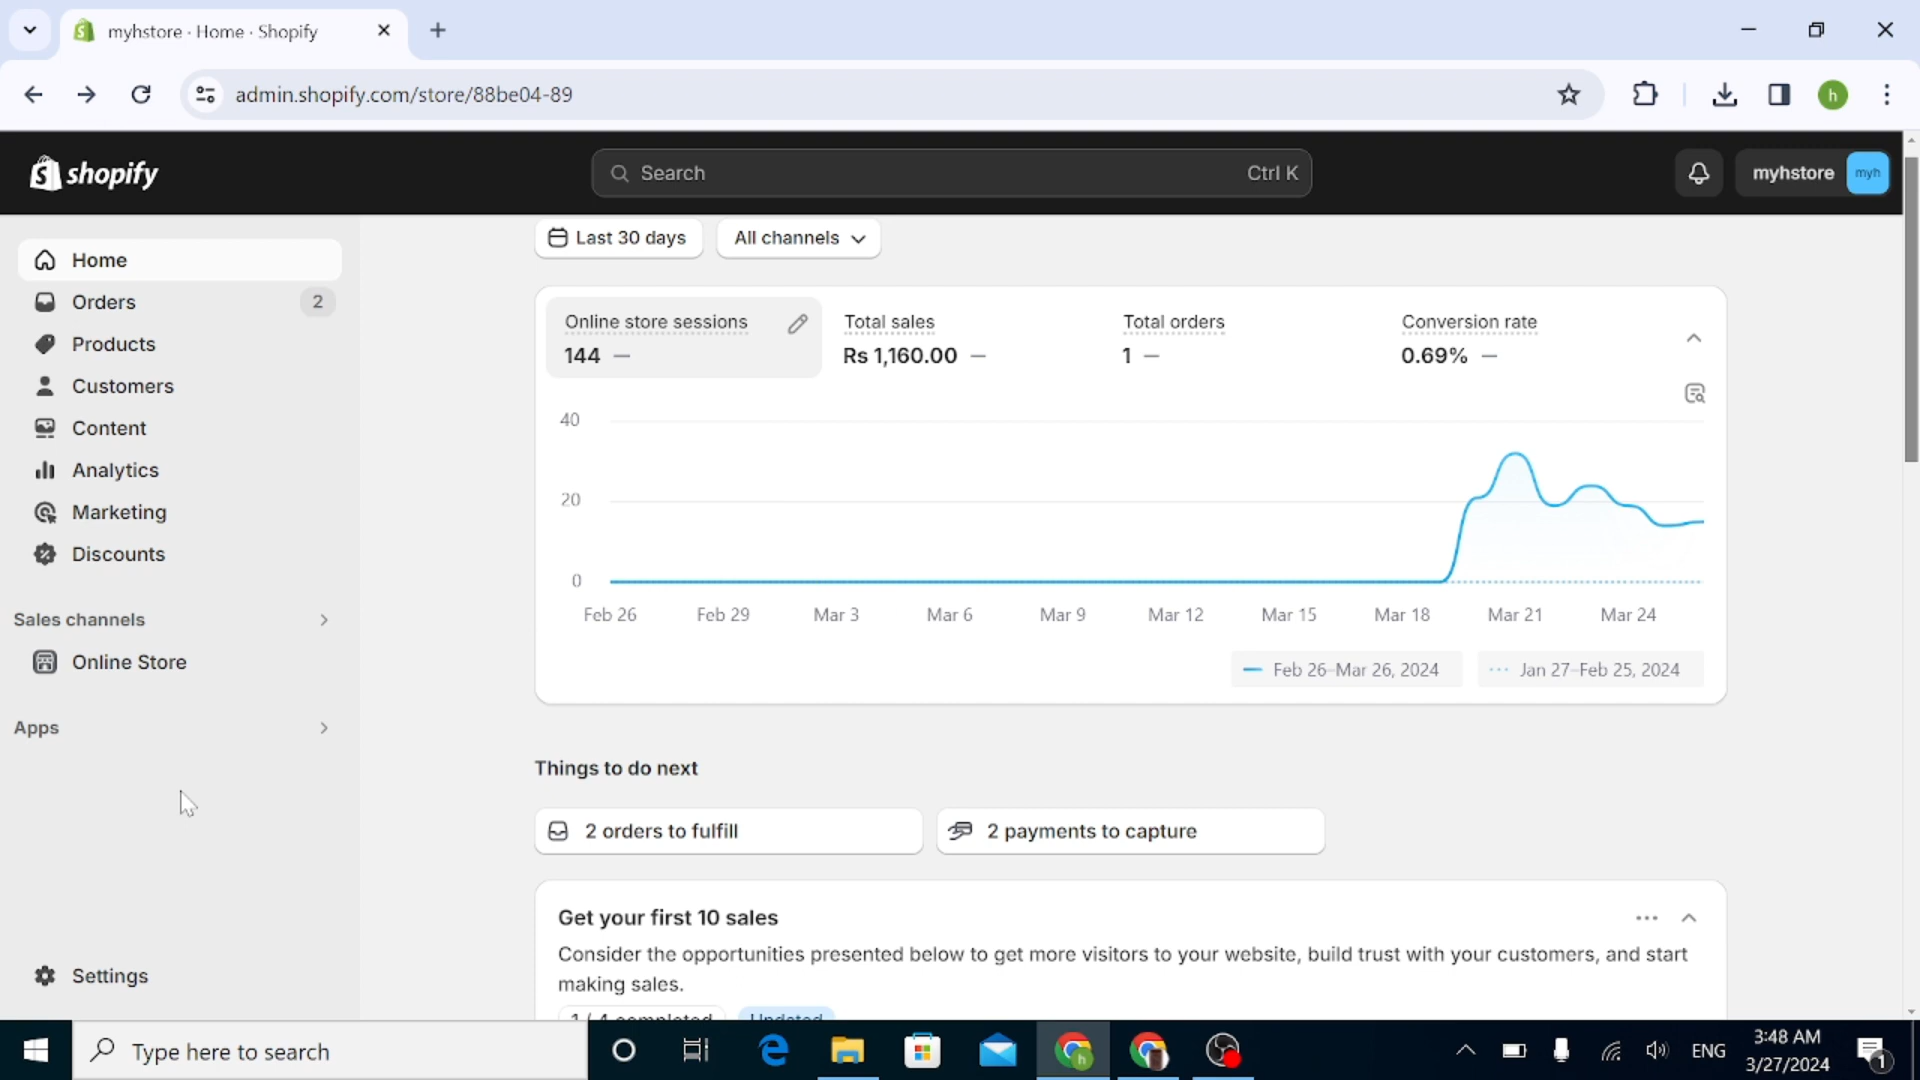 myhstore · Home · Shopify
admin.shopify.com/store/88be04-89
h
shopify
Search
Ctrl K
myhstore
myh
Home
Orders
2
Products
Customers
Content
Analytics
Marketing
Discounts
Sales channels
Online Store
Apps
Settings
Last 30 days
All channels
Online store sessions
144 —
Total sales
Rs 1,160.00 —
Total orders
1 —
Conversion rate
0.69% —
40
20
0
Feb 26
Feb 29
Mar 3
Mar 6
Mar 9
Mar 12
Mar 15
Mar 18
Mar 21
Mar 24
Feb 26–Mar 26, 2024
Jan 27–Feb 25, 2024
Things to do next
2 orders to fulfill
2 payments to capture
Get your first 10 sales
Consider the opportunities presented below to get more visitors to your website, build trust with your customers, and start
making sales.
1 / 4 completed
Updated
Type here to search
h
ENG
3:48 AM
3/27/2024
1